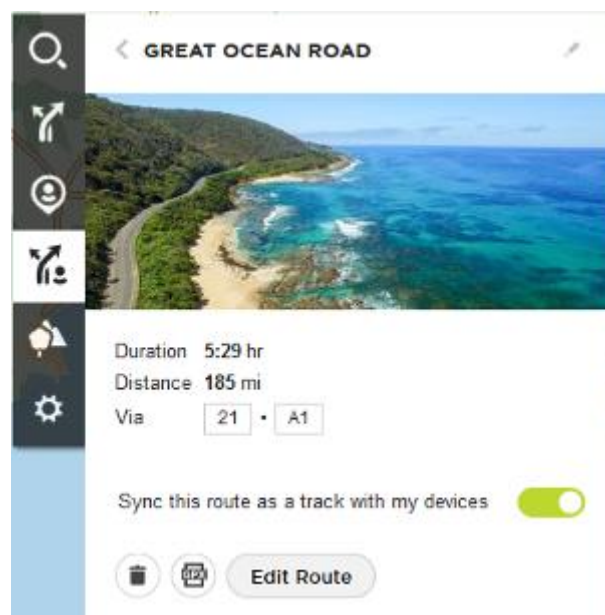 GREAT OCEAN ROAD
Duration 5:29 hr
Distance 185 mi
Via 21 • A1
Sync this route as a track with my devices
Edit Route